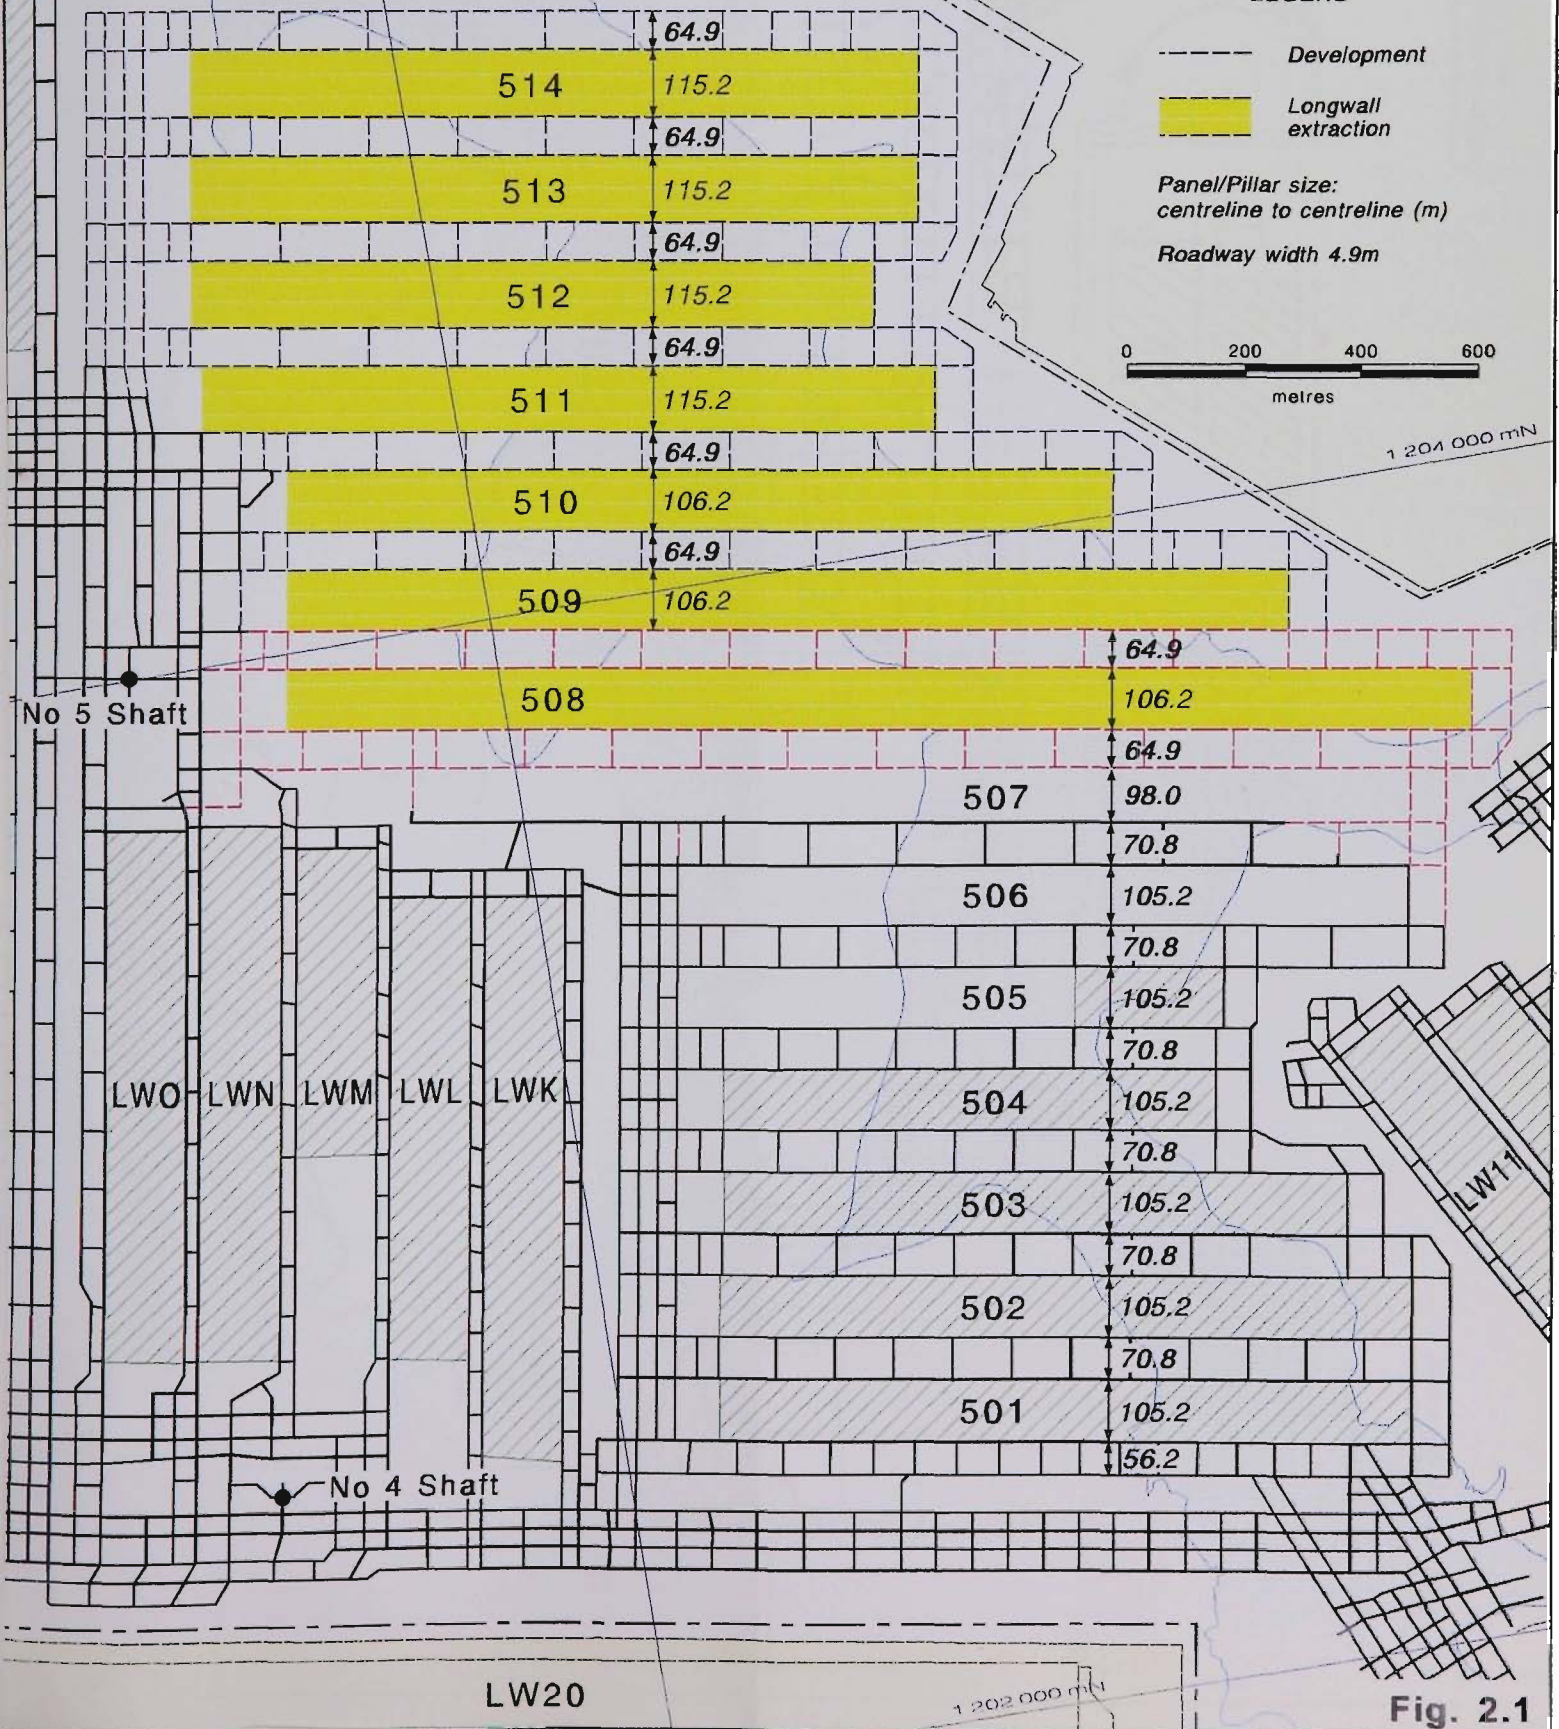 LEGEND
Development
Longwall
extraction
Panel/Pillar size:
centreline to centreline (m)
Roadway width 4.9m
0 200 400 600
metres
1 204 000 mN
64.9
514 115.2
64.9
513 115.2
64.9
512 115.2
64.9
511 115.2
64.9
510 106.2
64.9
509 106.2
64.9
508 106.2
No 5 Shaft
64.9
507 98.0
70.8
506 105.2
70.8
505 105.2
70.8
LWO LWN LWM LWL LWK
504 105.2
70.8
LW11
503 105.2
70.8
502 105.2
70.8
501 105.2
56.2
No 4 Shaft
LW20
1 202 000 mN
Fig. 2.1